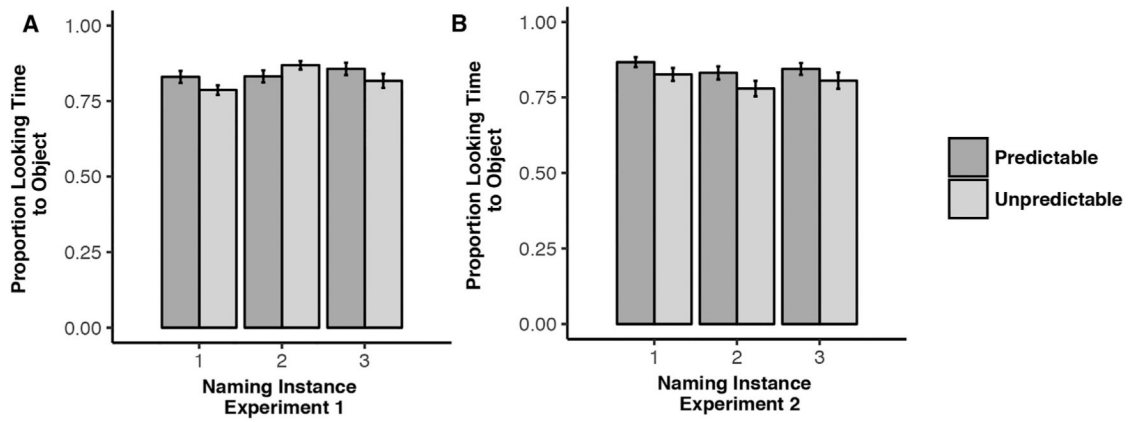 A
Proportion Looking Time
to Object
1.00
0.75
0.50
0.25
0.00
1 2 3
Naming Instance
Experiment 1
B
Proportion Looking Time
to Object
1.00
0.75
0.50
0.25
0.00
1 2 3
Naming Instance
Experiment 2
Predictable
Unpredictable